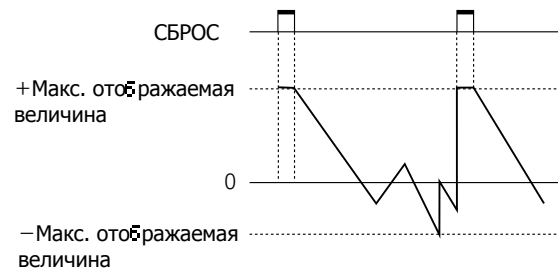 СБРОС
+Макс. отображаемая
величина
0
−Макс. отображаемая
величина